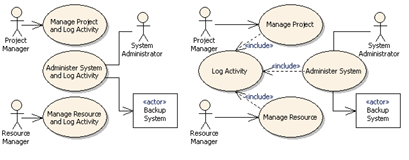 Project
Manager
Manage Project
and Log Activity
System
Administrator
Administer System
and Log Activity
Manage Resource
and Log Activity
Resource
Manager
«actor»
Backup
System
Project
Manager
Manage Project
«include»
System
Administrator
Log Activity
«include»
Administer System
«include»
Manage Resource
Resource
Manager
«actor»
Backup
System